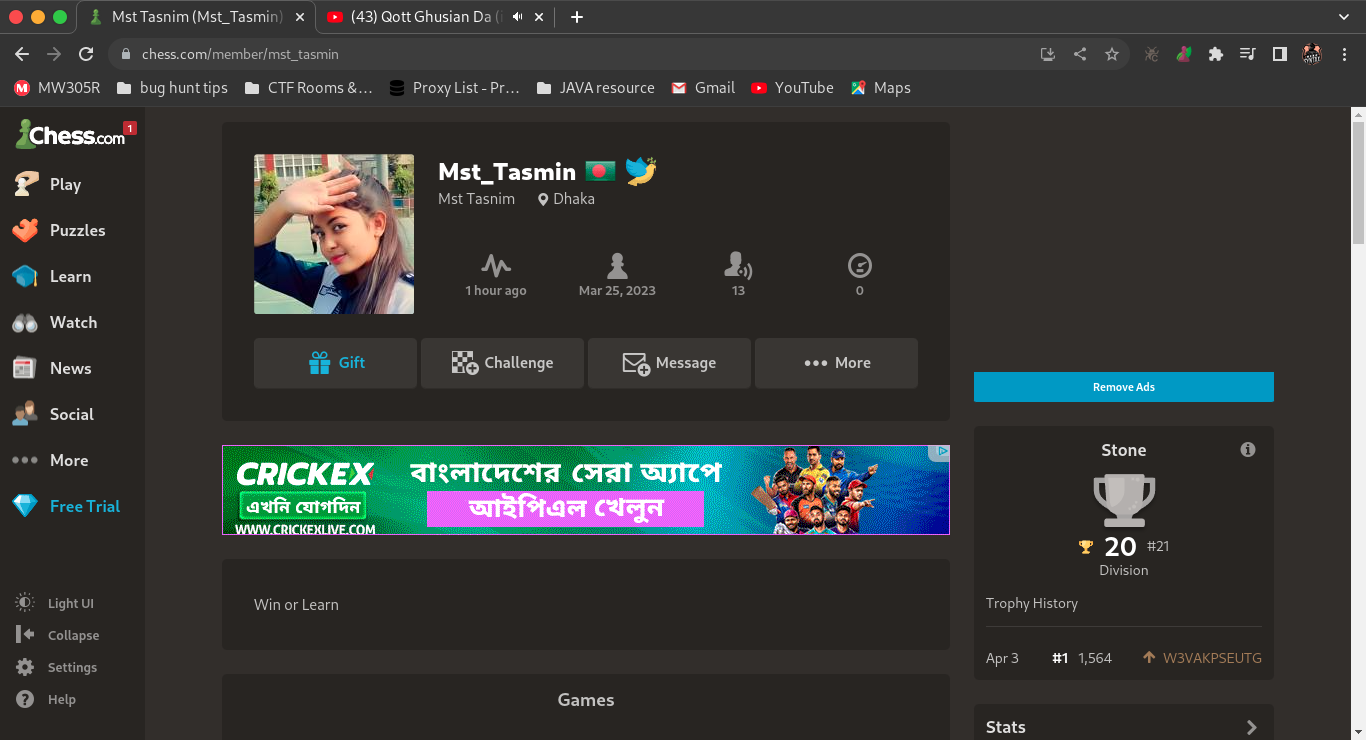 Mst Tasnim (Mst_Tasmin)
(43) Qott Ghusian Da (
chess.com/member/mst_tasmin
MW305R
bug hunt tips
CTF Rooms &...
Proxy List - Pr...
JAVA resource
Gmail
YouTube
Maps
Chess.com
1
Play
Puzzles
Learn
Watch
News
Social
More
Free Trial
Light UI
Collapse
Settings
Help
Mst_Tasmin
Mst Tasnim Dhaka
1 hour ago
Mar 25, 2023
13
0
Gift
Challenge
Message
More
CRICKEX
এখনি যোগদিন
WWW.CRICKEXLIVE.COM
বাংলাদেশের সেরা অ্যাপে
আইপিএল খেলুন
Win or Learn
Games
Remove Ads
Stone
20 #21
Division
Trophy History
Apr 3 #1 1,564 W3VAKPSEUTG
Stats